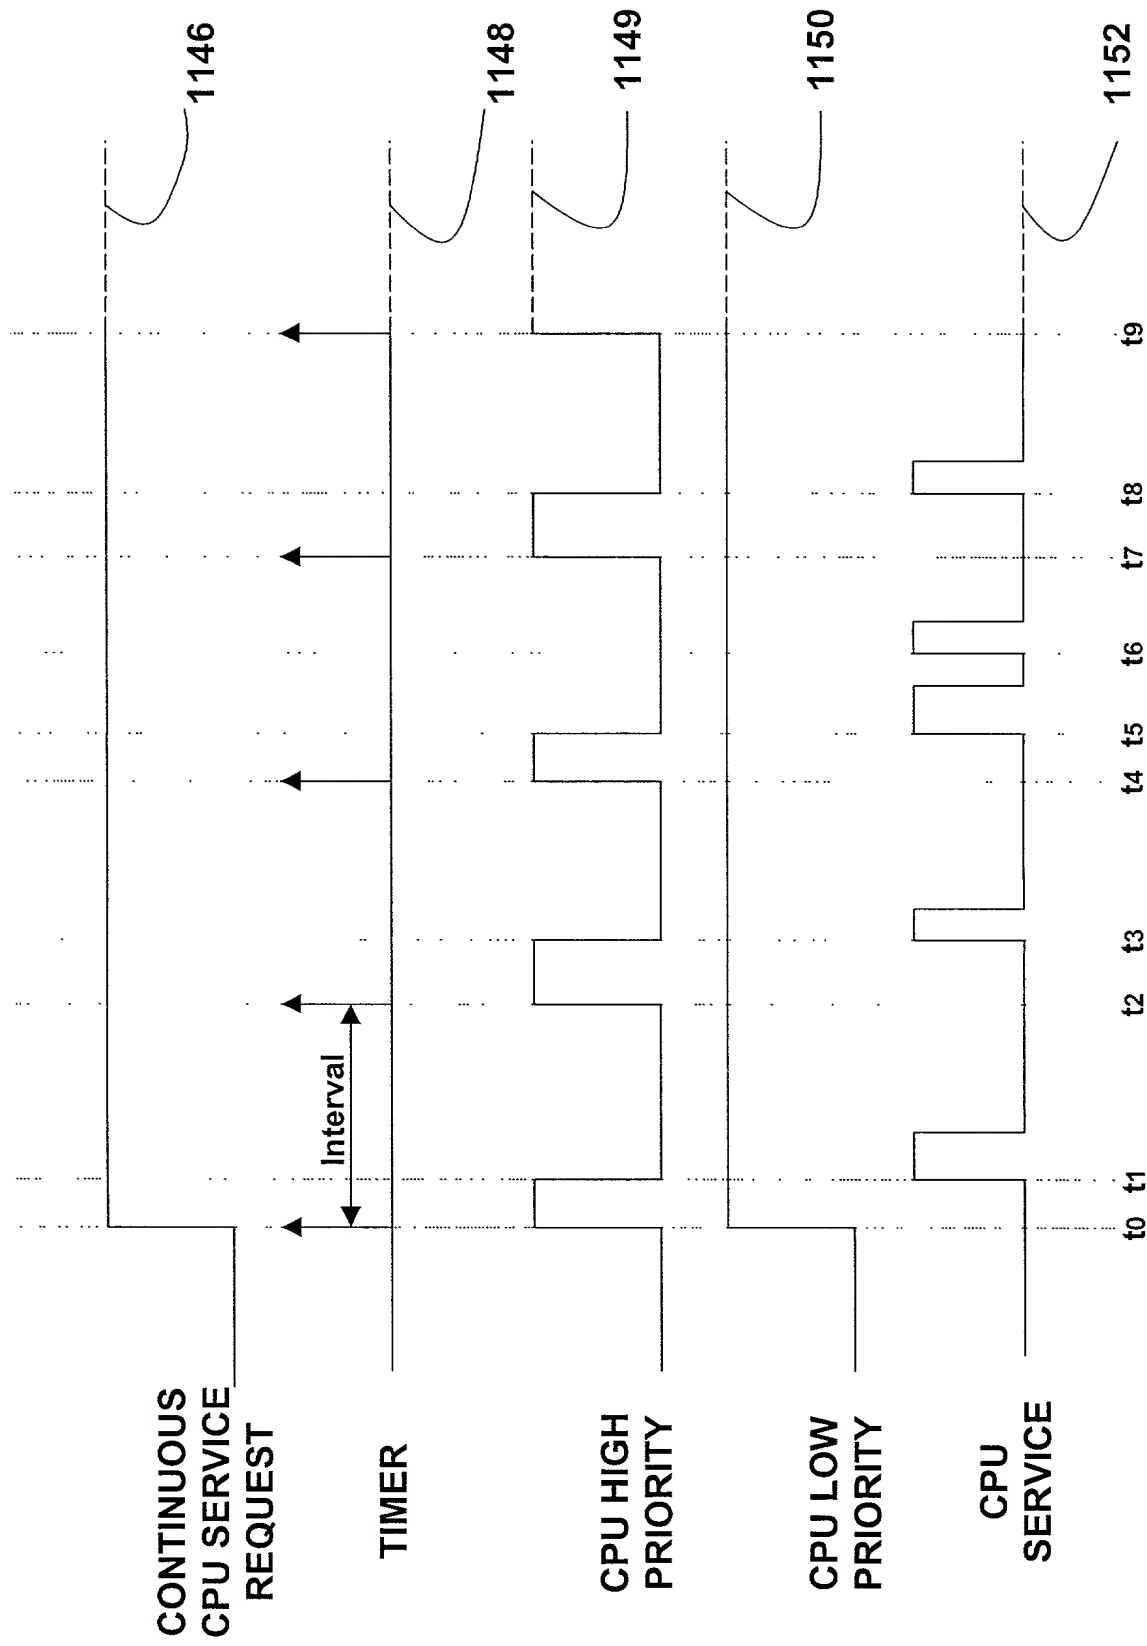 CONTINUOUS
CPU SERVICE
REQUEST
1146
TIMER
Interval
1148
CPU HIGH
PRIORITY
1149
CPU LOW
PRIORITY
1150
CPU
SERVICE
1152
t0
t1
t2
t3
t4
t5
t6
t7
t8
t9